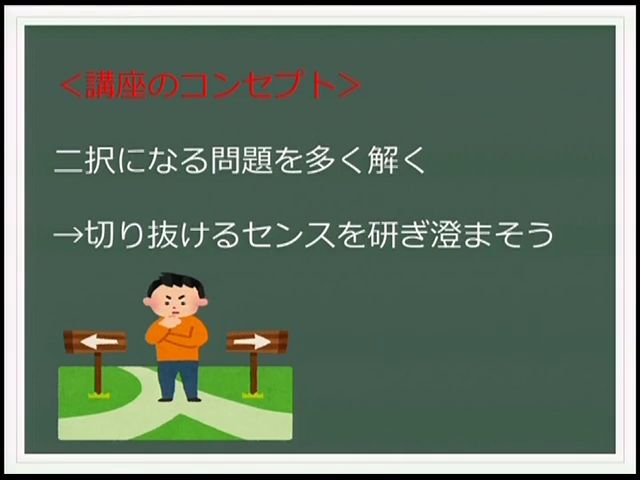 ＜講座のコンセプト＞
二択になる問題を多く解く
→切り抜けるセンスを研ぎ澄まそう